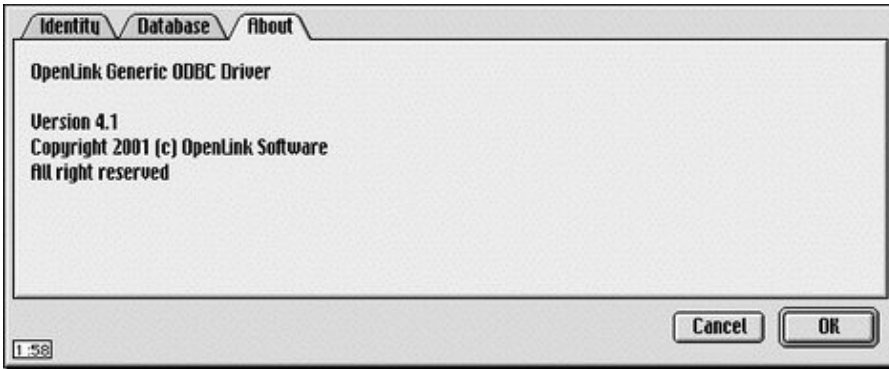 Identity Database About
OpenLink Generic ODBC Driver
Version 4.1
Copyright 2001 (c) OpenLink Software
All right reserved
Cancel OK
1:58